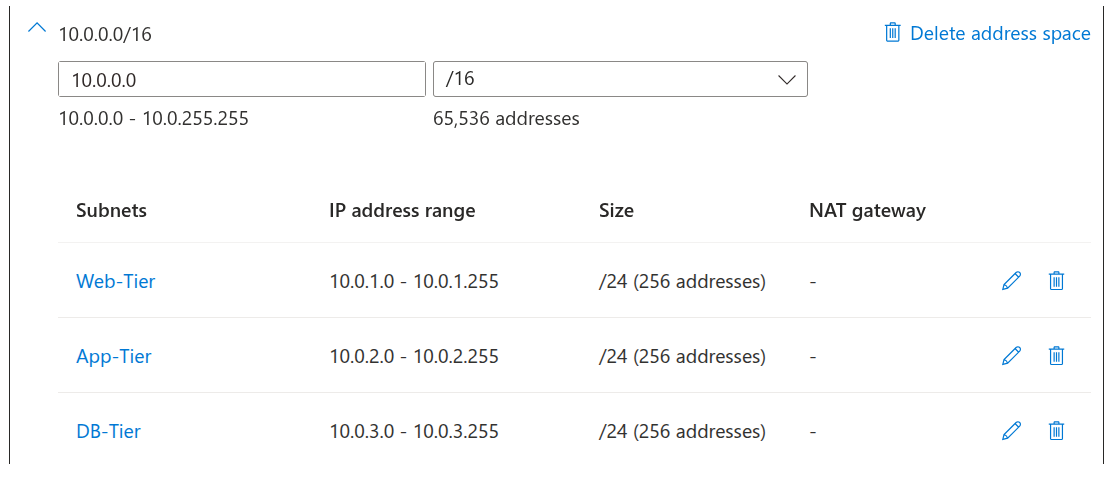 10.0.0.0/16 Delete address space
10.0.0.0 /16
10.0.0.0 - 10.0.255.255 65,536 addresses
Subnets IP address range Size NAT gateway
Web-Tier 10.0.1.0 - 10.0.1.255 /24 (256 addresses) -
App-Tier 10.0.2.0 - 10.0.2.255 /24 (256 addresses) -
DB-Tier 10.0.3.0 - 10.0.3.255 /24 (256 addresses) -